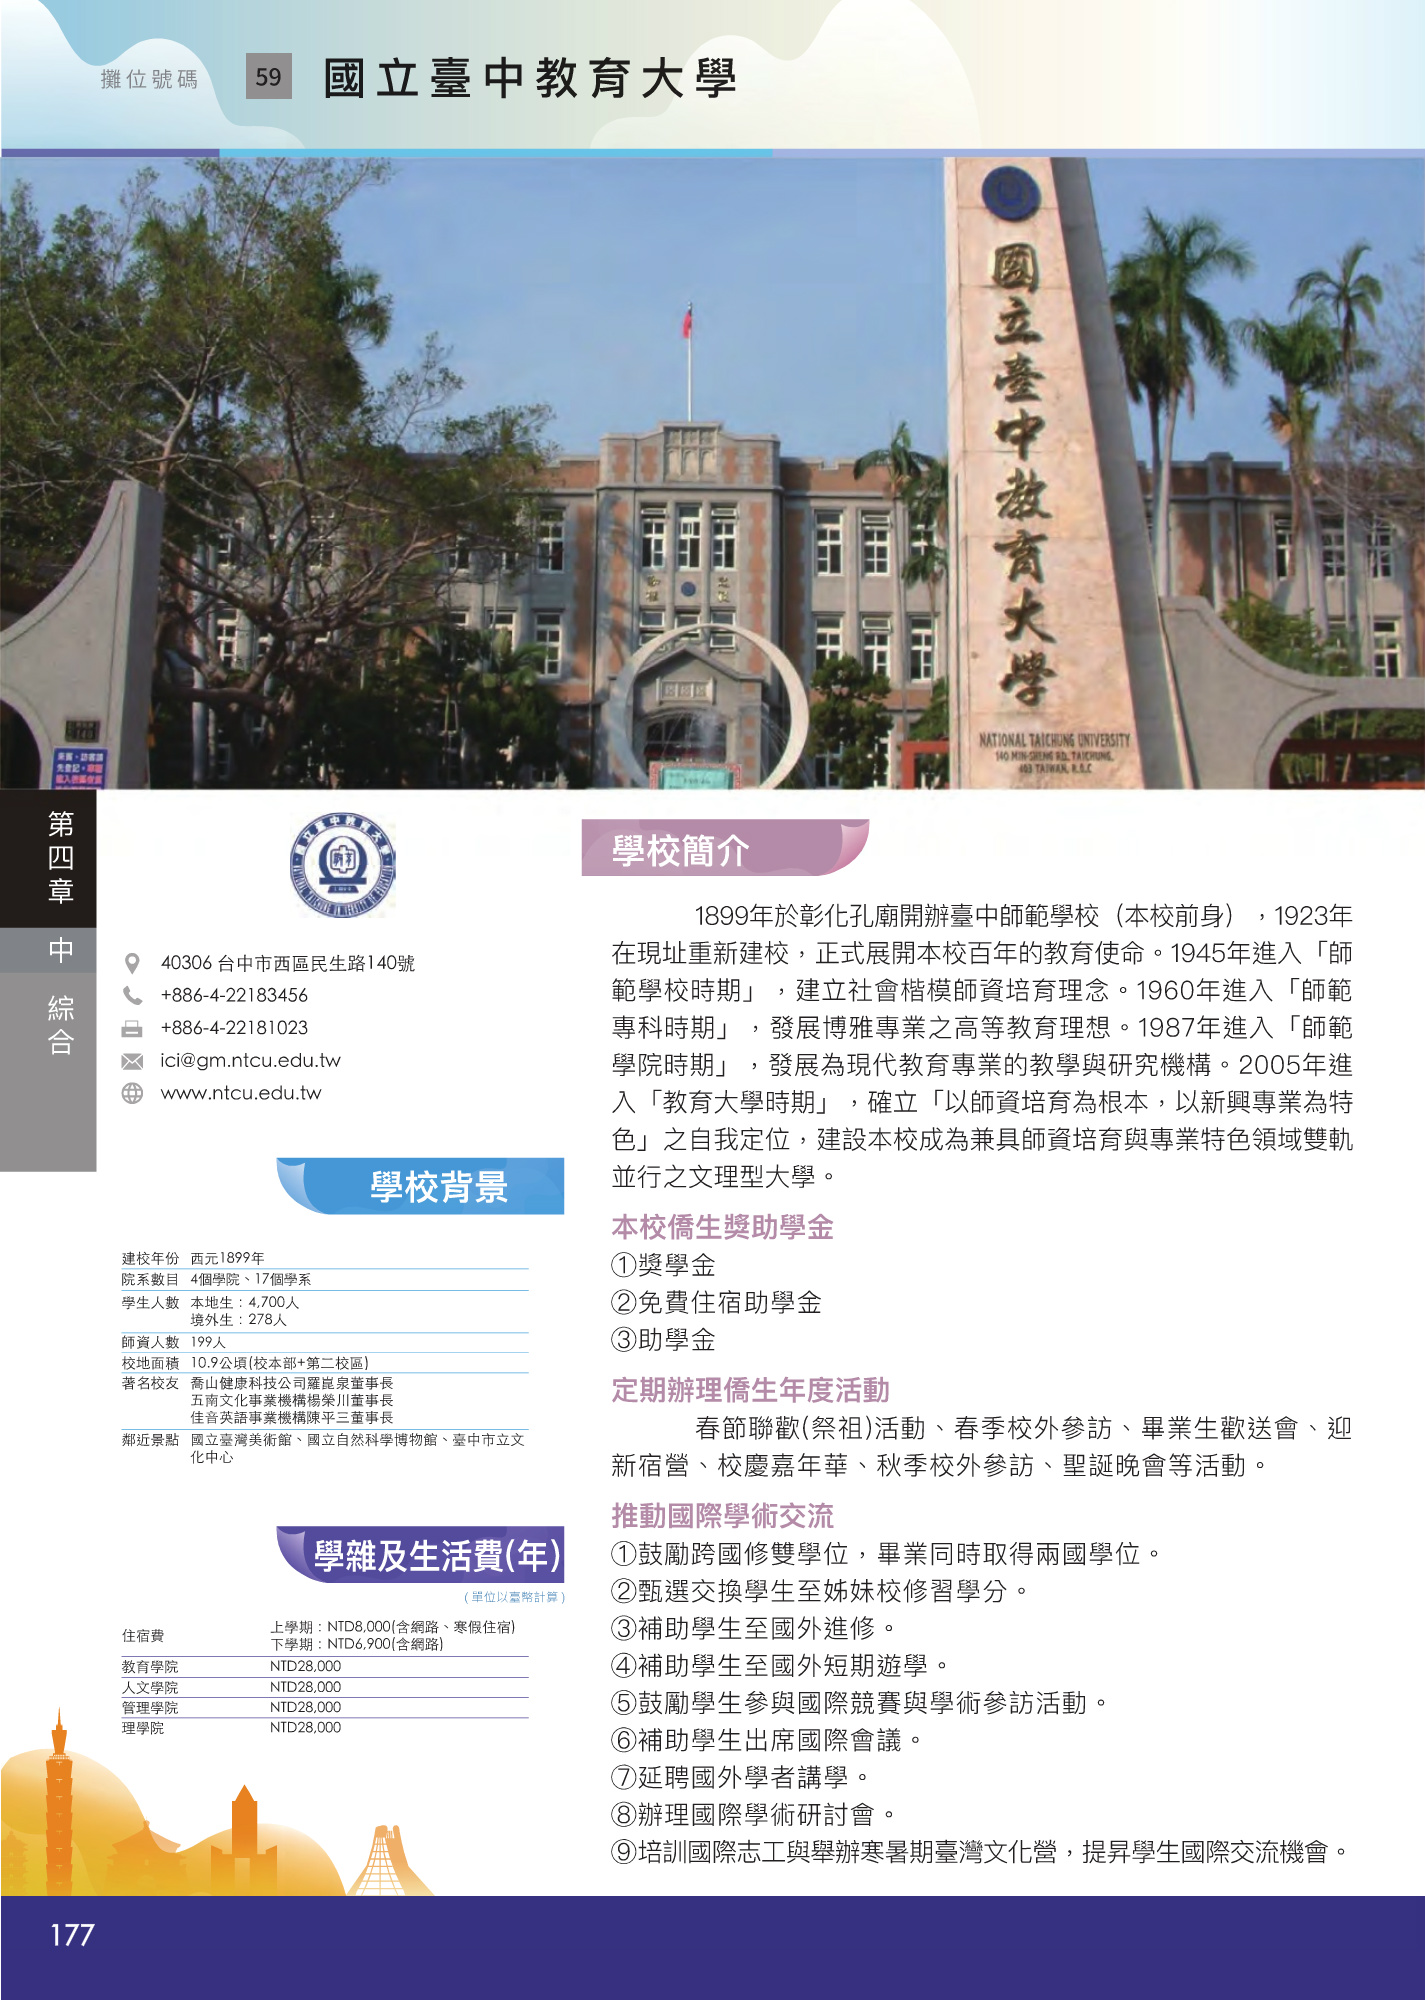 攤位號碼 59 國立臺中教育大學
國立臺中教育大學
NATIONAL TAICHUNG UNIVERSITY
140 MIN-SHENG RD., TAICHUNG,
403 TAIWAN, R.O.C
第四章
中
綜合
40306 台中市西區民生路140號
+886-4-22183456
+886-4-22181023
ici@gm.ntcu.edu.tw
www.ntcu.edu.tw
學校背景
建校年份 西元1899年
院系數目 4個學院、17個學系
學生人數 本地生：4,700人
境外生：278人
師資人數 199人
校地面積 10.9公頃(校本部+第二校區)
著名校友 喬山健康科技公司羅崑泉董事長
五南文化事業機構楊榮川董事長
佳音英語事業機構陳平三董事長
鄰近景點 國立臺灣美術館、國立自然科學博物館、臺中市立文
化中心
學雜及生活費(年)
(單位以臺幣計算)
住宿費 上學期：NTD8,000(含網路、寒假住宿)
下學期：NTD6,900(含網路)
教育學院 NTD28,000
人文學院 NTD28,000
管理學院 NTD28,000
理學院 NTD28,000
學校簡介
1899年於彰化孔廟開辦臺中師範學校（本校前身），1923年
在現址重新建校，正式展開本校百年的教育使命。1945年進入「師
範學校時期」，建立社會楷模師資培育理念。1960年進入「師範
專科時期」，發展博雅專業之高等教育理想。1987年進入「師範
學院時期」，發展為現代教育專業的教學與研究機構。2005年進
入「教育大學時期」，確立「以師資培育為根本，以新興專業為特
色」之自我定位，建設本校成為兼具師資培育與專業特色領域雙軌
並行之文理型大學。
本校僑生獎助學金
①獎學金
②免費住宿助學金
③助學金
定期辦理僑生年度活動
春節聯歡(祭祖)活動、春季校外參訪、畢業生歡送會、迎
新宿營、校慶嘉年華、秋季校外參訪、聖誕晚會等活動。
推動國際學術交流
①鼓勵跨國修雙學位，畢業同時取得兩國學位。
②甄選交換學生至姊妹校修習學分。
③補助學生至國外進修。
④補助學生至國外短期遊學。
⑤鼓勵學生參與國際競賽與學術參訪活動。
⑥補助學生出席國際會議。
⑦延聘國外學者講學。
⑧辦理國際學術研討會。
⑨培訓國際志工與舉辦寒暑期臺灣文化營，提昇學生國際交流機會。
177